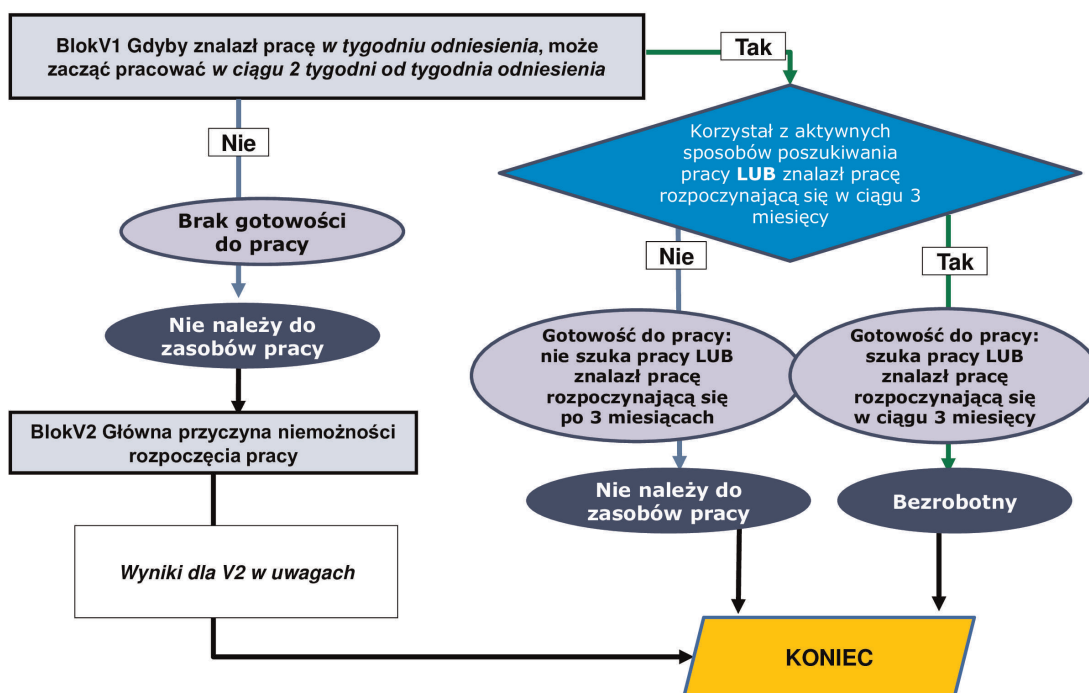 BlokV1 Gdyby znalazł pracę w tygodniu odniesienia, może
zacząć pracować w ciągu 2 tygodni od tygodnia odniesienia
Tak
Nie
Korzystał z aktywnych
sposobów poszukiwania
pracy LUB znalazł pracę
rozpoczynającą się w ciągu 3
miesięcy
Brak gotowości
do pracy
Nie
Tak
Nie należy do
zasobów pracy
Gotowość do pracy:
nie szuka pracy LUB
znalazł pracę
rozpoczynającą się
po 3 miesiącach
Gotowość do pracy:
szuka pracy LUB
znalazł pracę
rozpoczynającą się
w ciągu 3 miesięcy
BlokV2 Główna przyczyna niemożności
rozpoczęcia pracy
Nie należy do
zasobów pracy
Bezrobotny
Wyniki dla V2 w uwagach
KONIEC